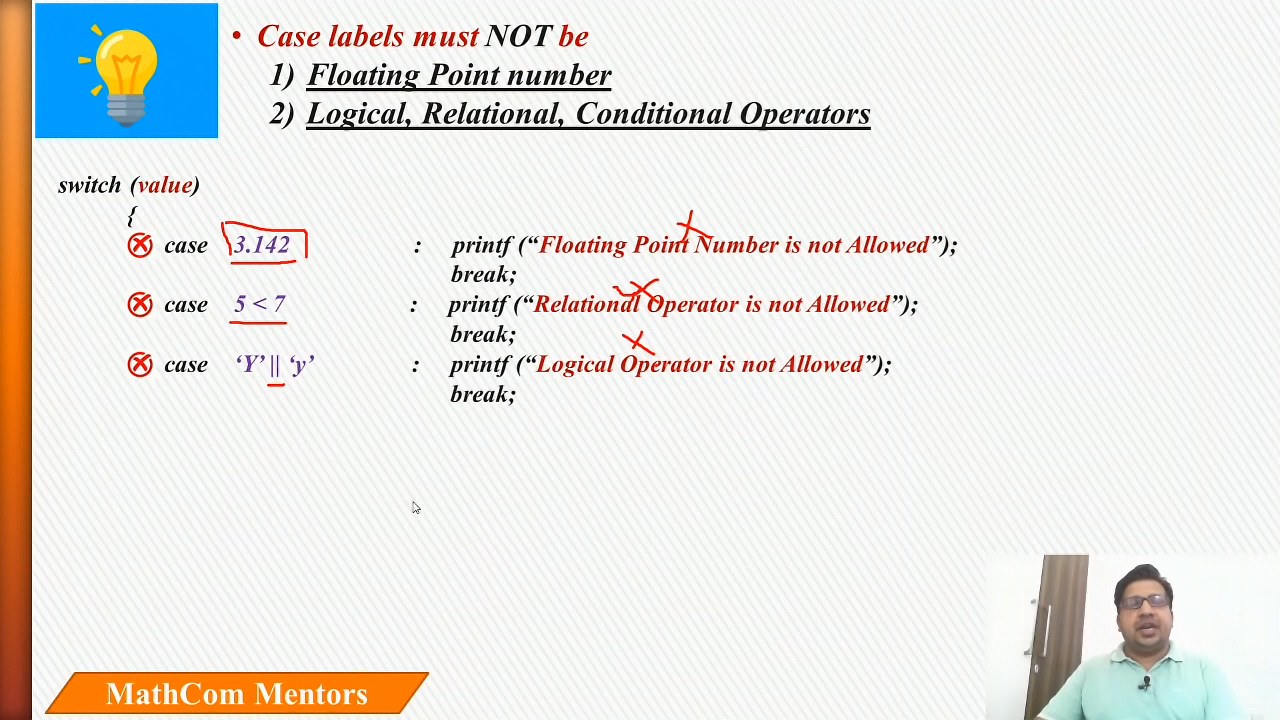 • Case labels must NOT be
1) Floating Point number
2) Logical, Relational, Conditional Operators
switch (value)
{
case 3.142 : printf (“Floating Point Number is not Allowed”);
break;
case 5 < 7 : printf (“Relational Operator is not Allowed”);
break;
case ‘Y’ || ‘y’ : printf (“Logical Operator is not Allowed”);
break;
MathCom Mentors